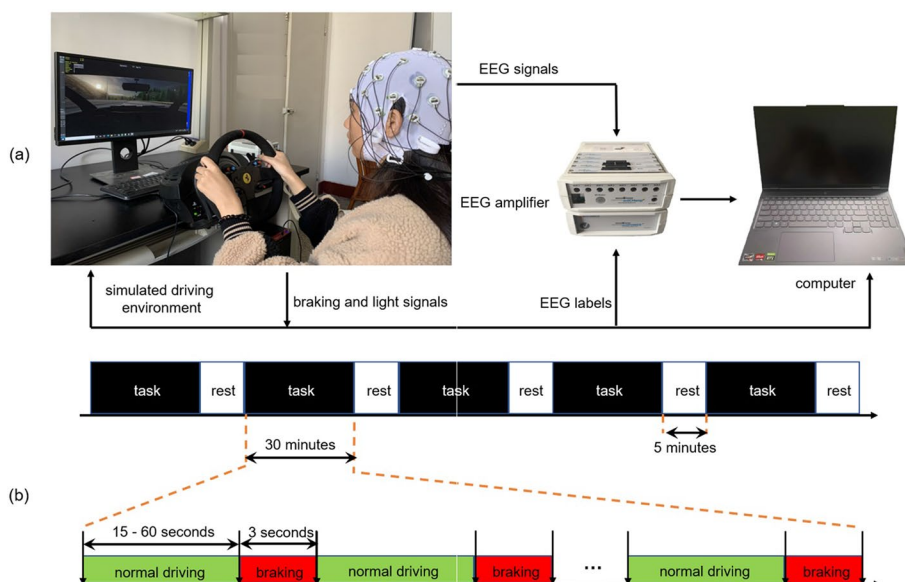 EEG signals
(a)
EEG amplifier
simulated driving
environment
braking and light signals
EEG labels
computer
task rest task rest task rest task rest task rest
30 minutes
5 minutes
(b)
15 - 60 seconds
3 seconds
normal driving braking normal driving braking ... normal driving braking